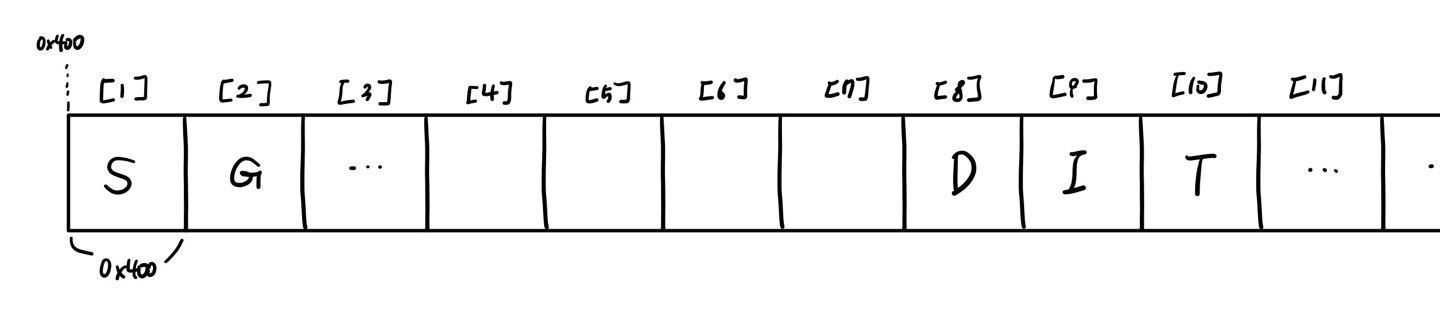 0x400
[1] [2] [3] [4] [5] [6] [7] [8] [9] [10] [11]
S G ... D I T ... .
0x400